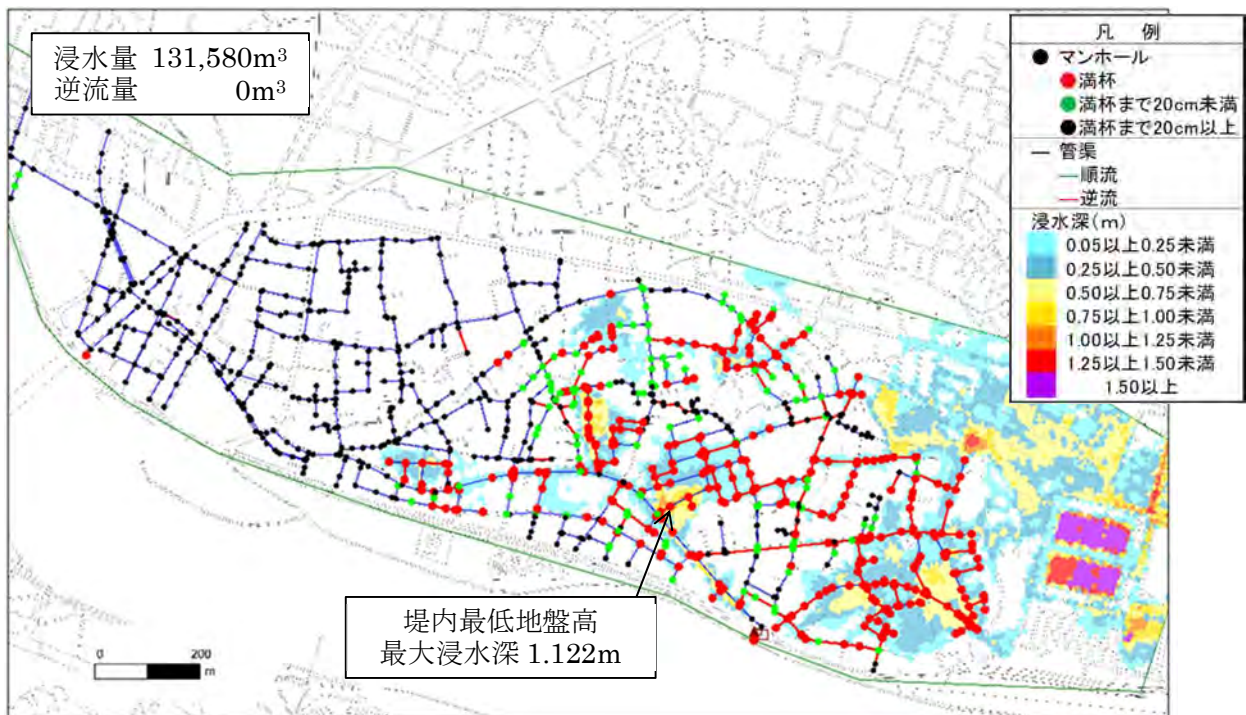 浸水量 131,580m³
逆流量 0m³
凡 例
マンホール
満杯
満杯まで20cm未満
満杯まで20cm以上
管渠
順流
逆流
浸水深(m)
0.05以上0.25未満
0.25以上0.50未満
0.50以上0.75未満
0.75以上1.00未満
1.00以上1.25未満
1.25以上1.50未満
1.50以上
堤内最低地盤高
最大浸水深 1.122m
0 200
m